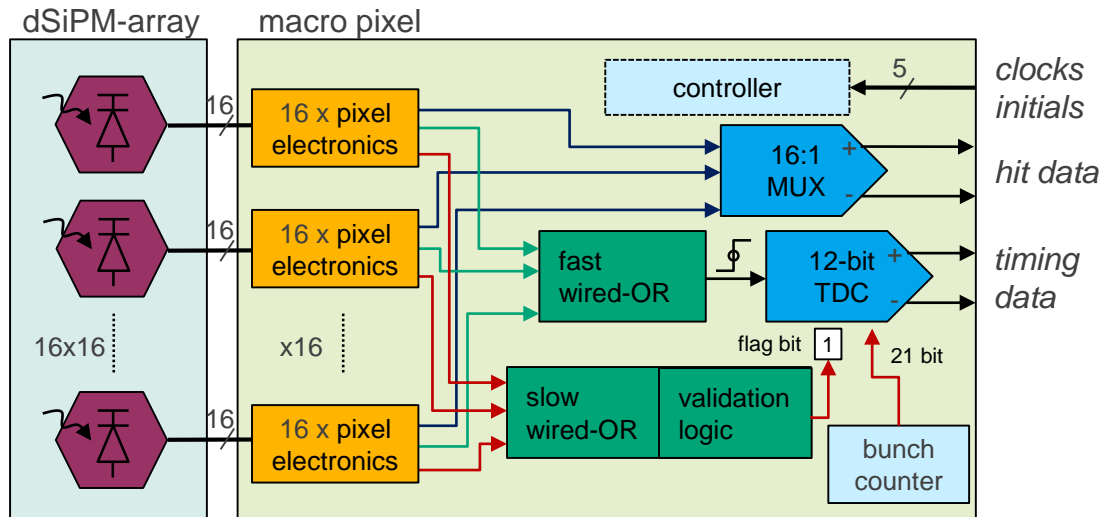 dSiPM-array
macro pixel
controller
5
clocks
initials
16
16 x pixel
electronics
16:1
MUX
+
-
hit data
16
16 x pixel
electronics
fast
wired-OR
12-bit
TDC
+
-
timing
data
16x16
x16
flag bit
1
21 bit
16
16 x pixel
electronics
slow
wired-OR
validation
logic
bunch
counter